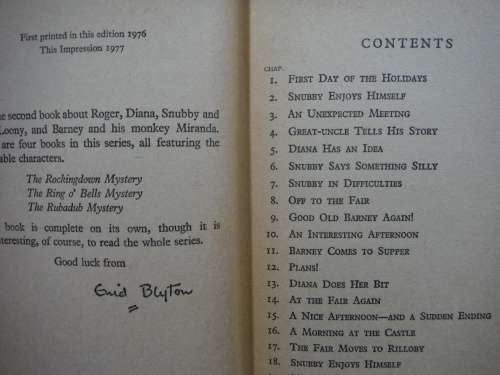 First printed in this edition 1976
This Impression 1977
second book about Roger, Diana, Snubby and
Loony, and Barney and his monkey Miranda.
are four books in this series, all featuring the
characters.
The Rockingdown Mystery
The Ring o' Bells Mystery
The Rubadub Mystery
book is complete on its own, though it is
of course, to read the whole series.
Good luck from
Enid Blyton
CONTENTS
CHAP.
1. First Day of the Holidays
2. Snubby Enjoys Himself
3. An Unexpected Meeting
4. Great-uncle Tells His Story
5. Diana Has an Idea
6. Snubby Says Something Silly
7. Snubby in Difficulties
8. Off to the Fair
9. Good Old Barney Again!
10. An Interesting Afternoon
11. Barney Comes to Supper
12. Plans!
13. Diana Does Her Bit
14. At the Fair Again
15. A Nice Afternoon—and a Sudden Ending
16. A Morning at the Castle
17. The Fair Moves to Rilloby
18. Snubby Enjoys Himself